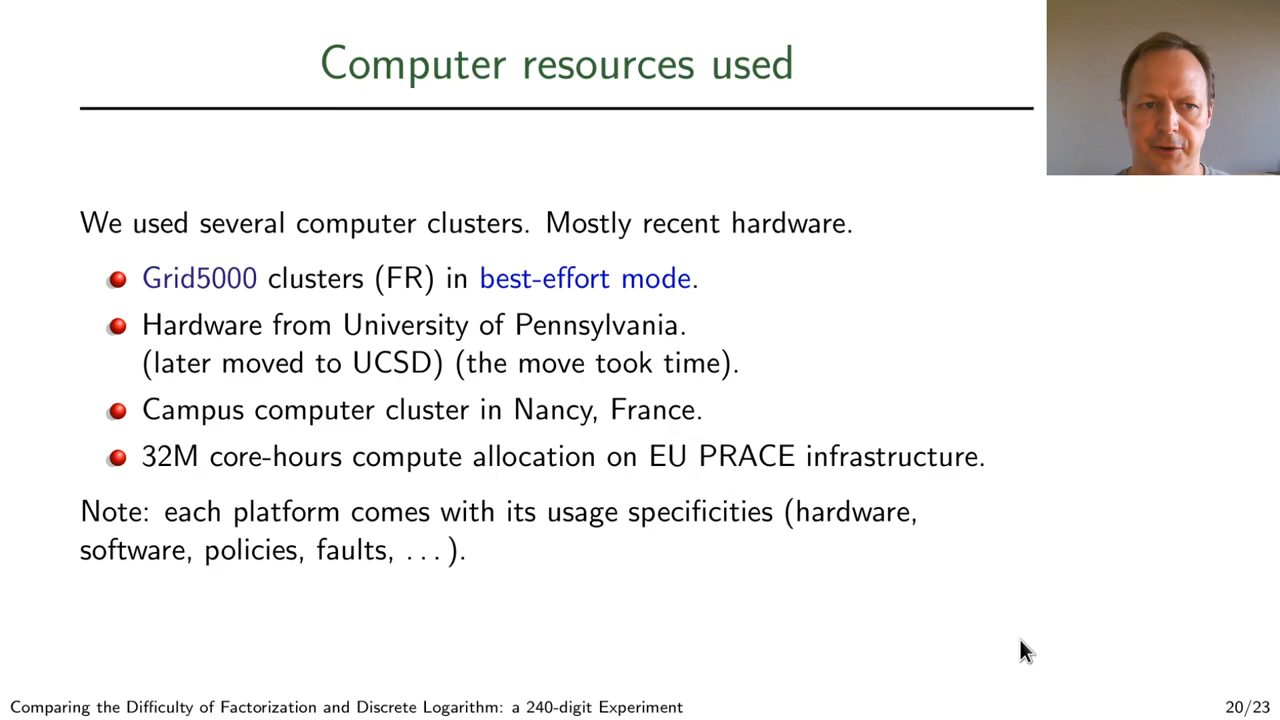 Computer resources used
We used several computer clusters. Mostly recent hardware.
Grid5000 clusters (FR) in best-effort mode.
Hardware from University of Pennsylvania.
(later moved to UCSD) (the move took time).
Campus computer cluster in Nancy, France.
32M core-hours compute allocation on EU PRACE infrastructure.
Note: each platform comes with its usage specificities (hardware,
software, policies, faults, . . . ).
Comparing the Difficulty of Factorization and Discrete Logarithm: a 240-digit Experiment
20/23